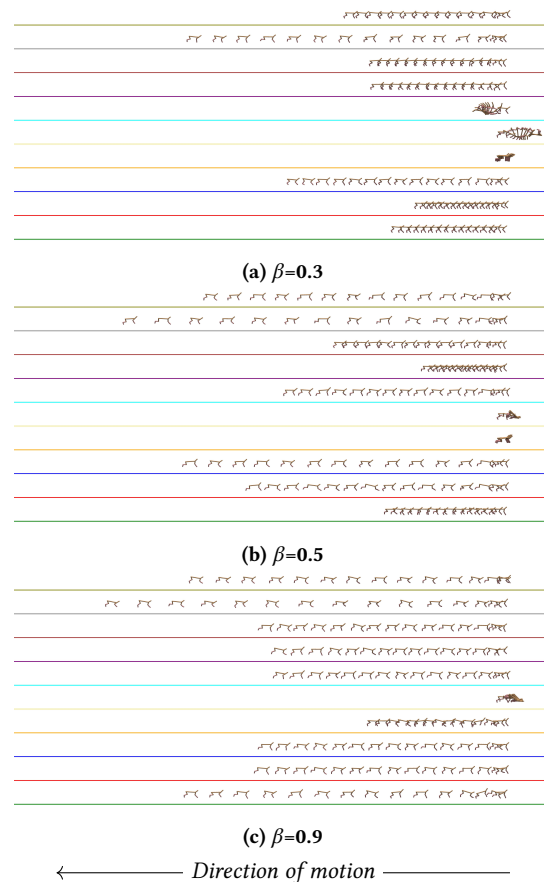 (a) β=0.3
(b) β=0.5
(c) β=0.9
Direction of motion